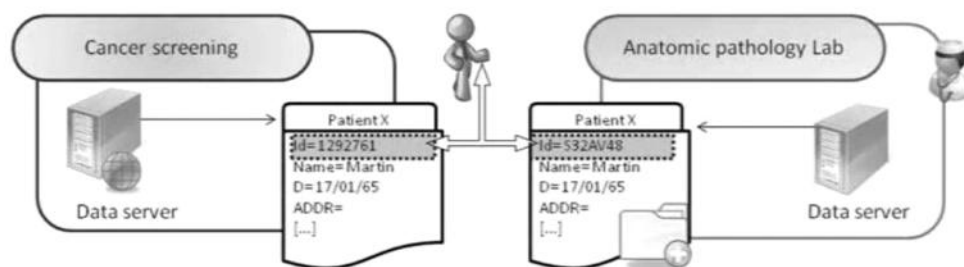 Cancer screening
Anatomic pathology Lab
Patient X
Id=1292761
Name=Martin
D=17/01/65
ADDR=
[...]
Data server
Patient X
Id=532AV48
Name=Martin
D=17/01/65
ADDR=
[...]
Data server